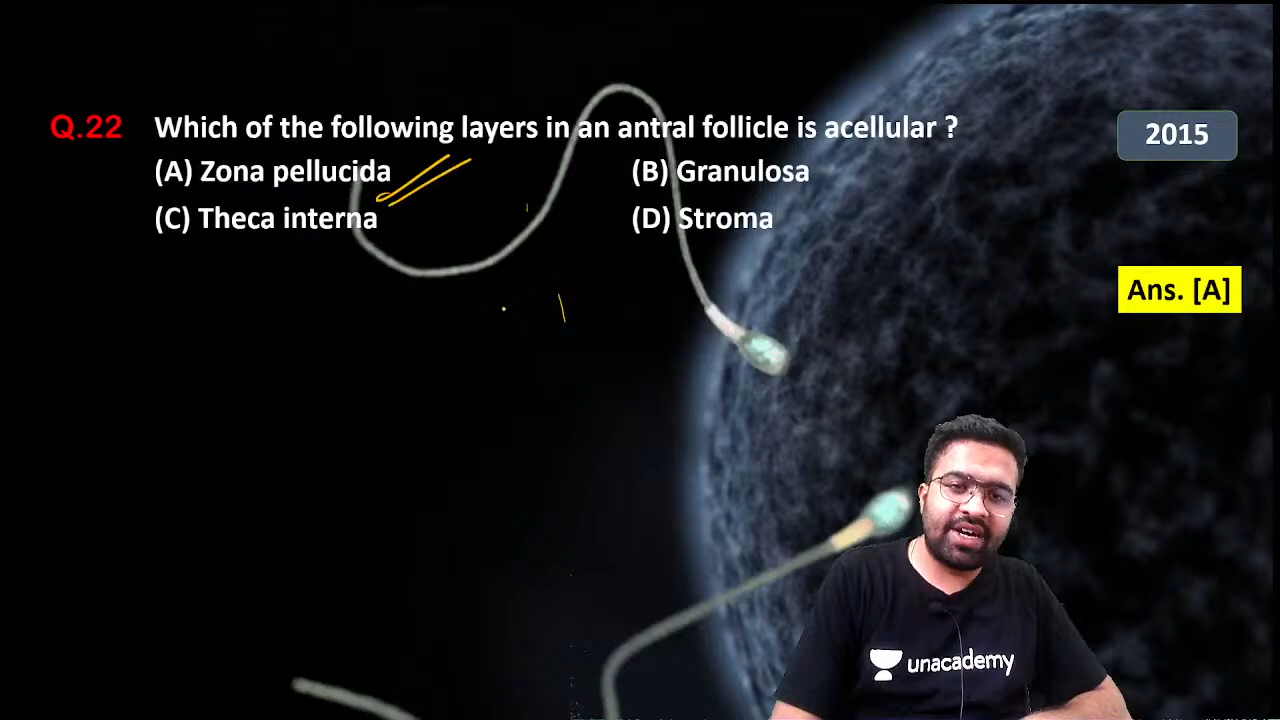 Q.22 Which of the following layers in an antral follicle is acellular ?
2015
(A) Zona pellucida (B) Granulosa
(C) Theca interna (D) Stroma
Ans. [A]
unacademy